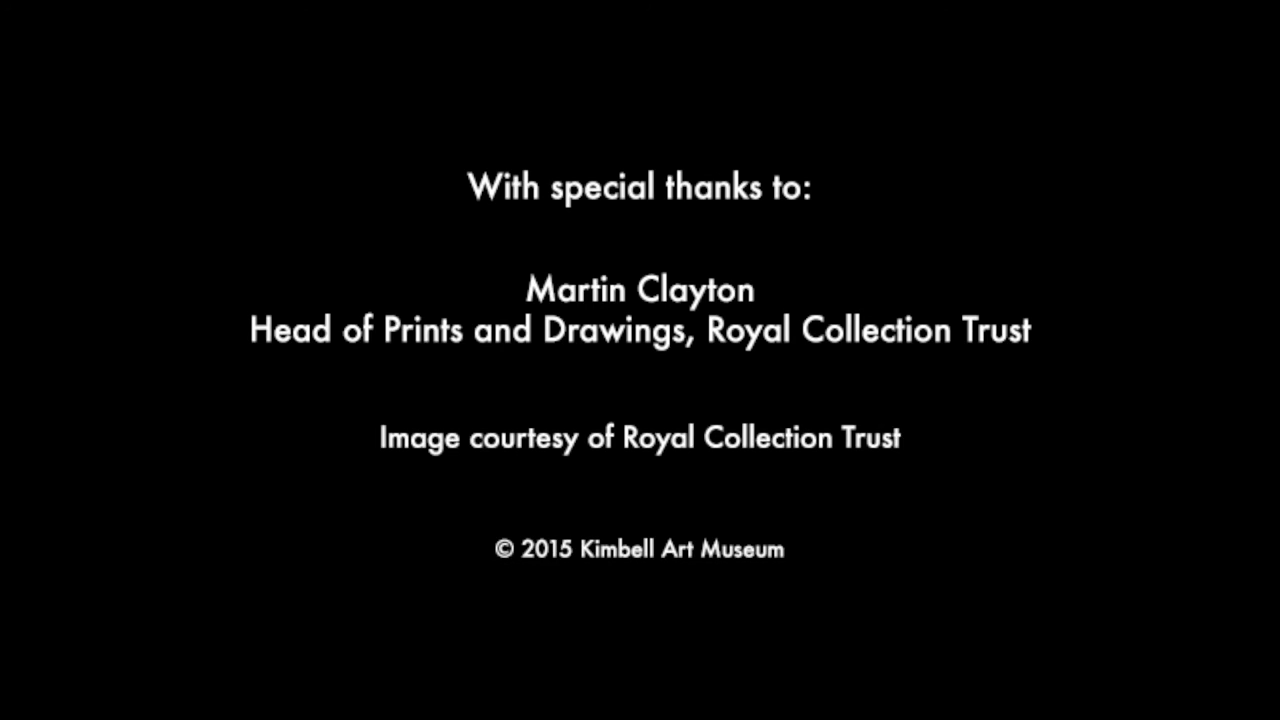 With special thanks to:
Martin Clayton
Head of Prints and Drawings, Royal Collection Trust
Image courtesy of Royal Collection Trust
© 2015 Kimbell Art Museum